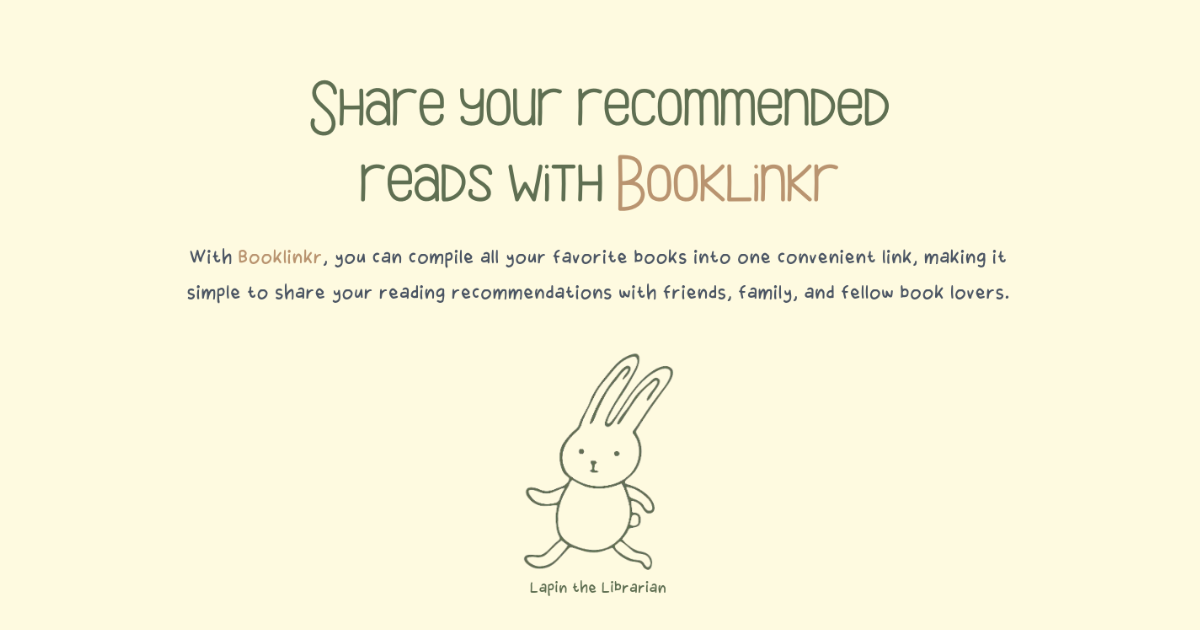 Share your recommended
reads with Booklinkr
With Booklinkr, you can compile all your favorite books into one convenient link, making it
simple to share your reading recommendations with friends, family, and fellow book lovers.
Lapin the Librarian